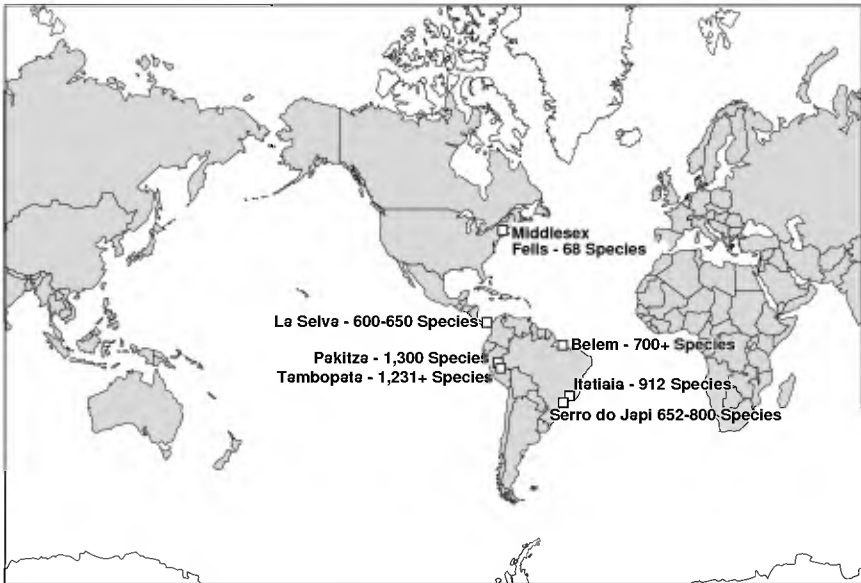 Middlesex
Fells - 68 Species
La Selva - 600-650 Species
Belem - 700+ Species
Pakitza - 1,300 Species
Tambopata - 1,231+ Species
Itatiaia - 912 Species
Serro do Japi 652-800 Species